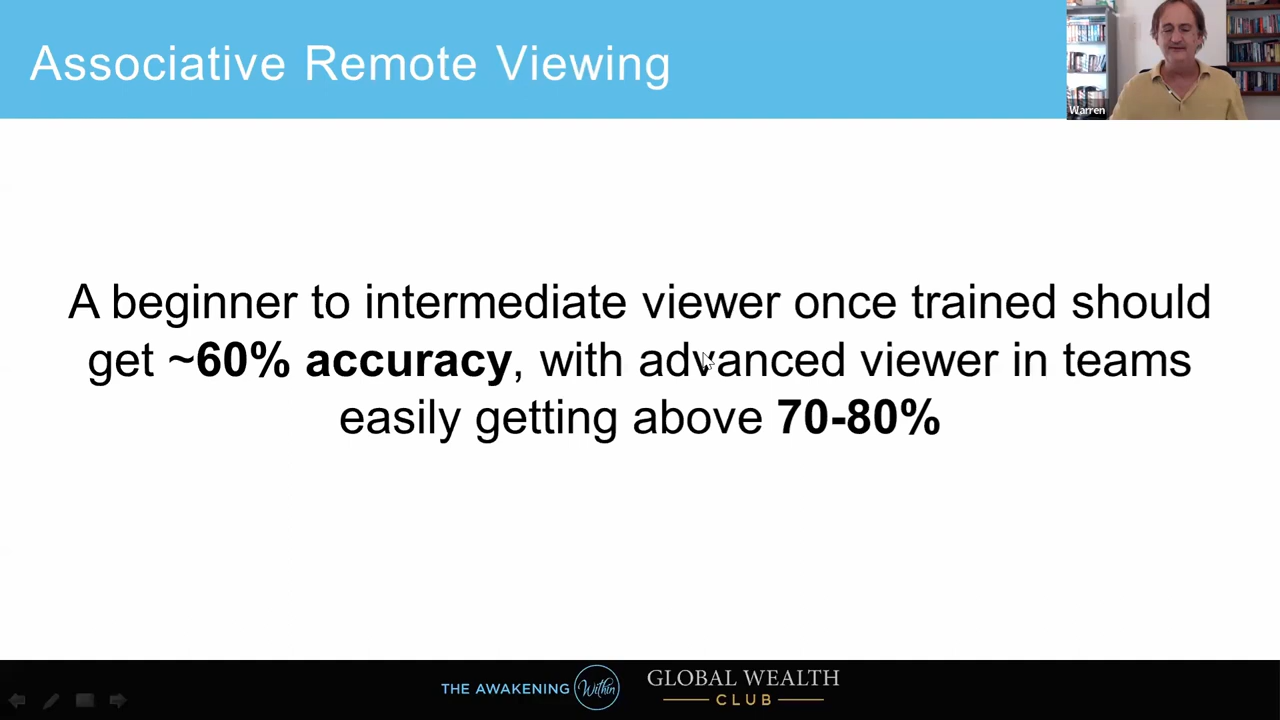 Associative Remote Viewing
Warren
A beginner to intermediate viewer once trained should
get ~60% accuracy, with advanced viewer in teams
easily getting above 70-80%
THE AWAKENING Within
GLOBAL WEALTH
CLUB